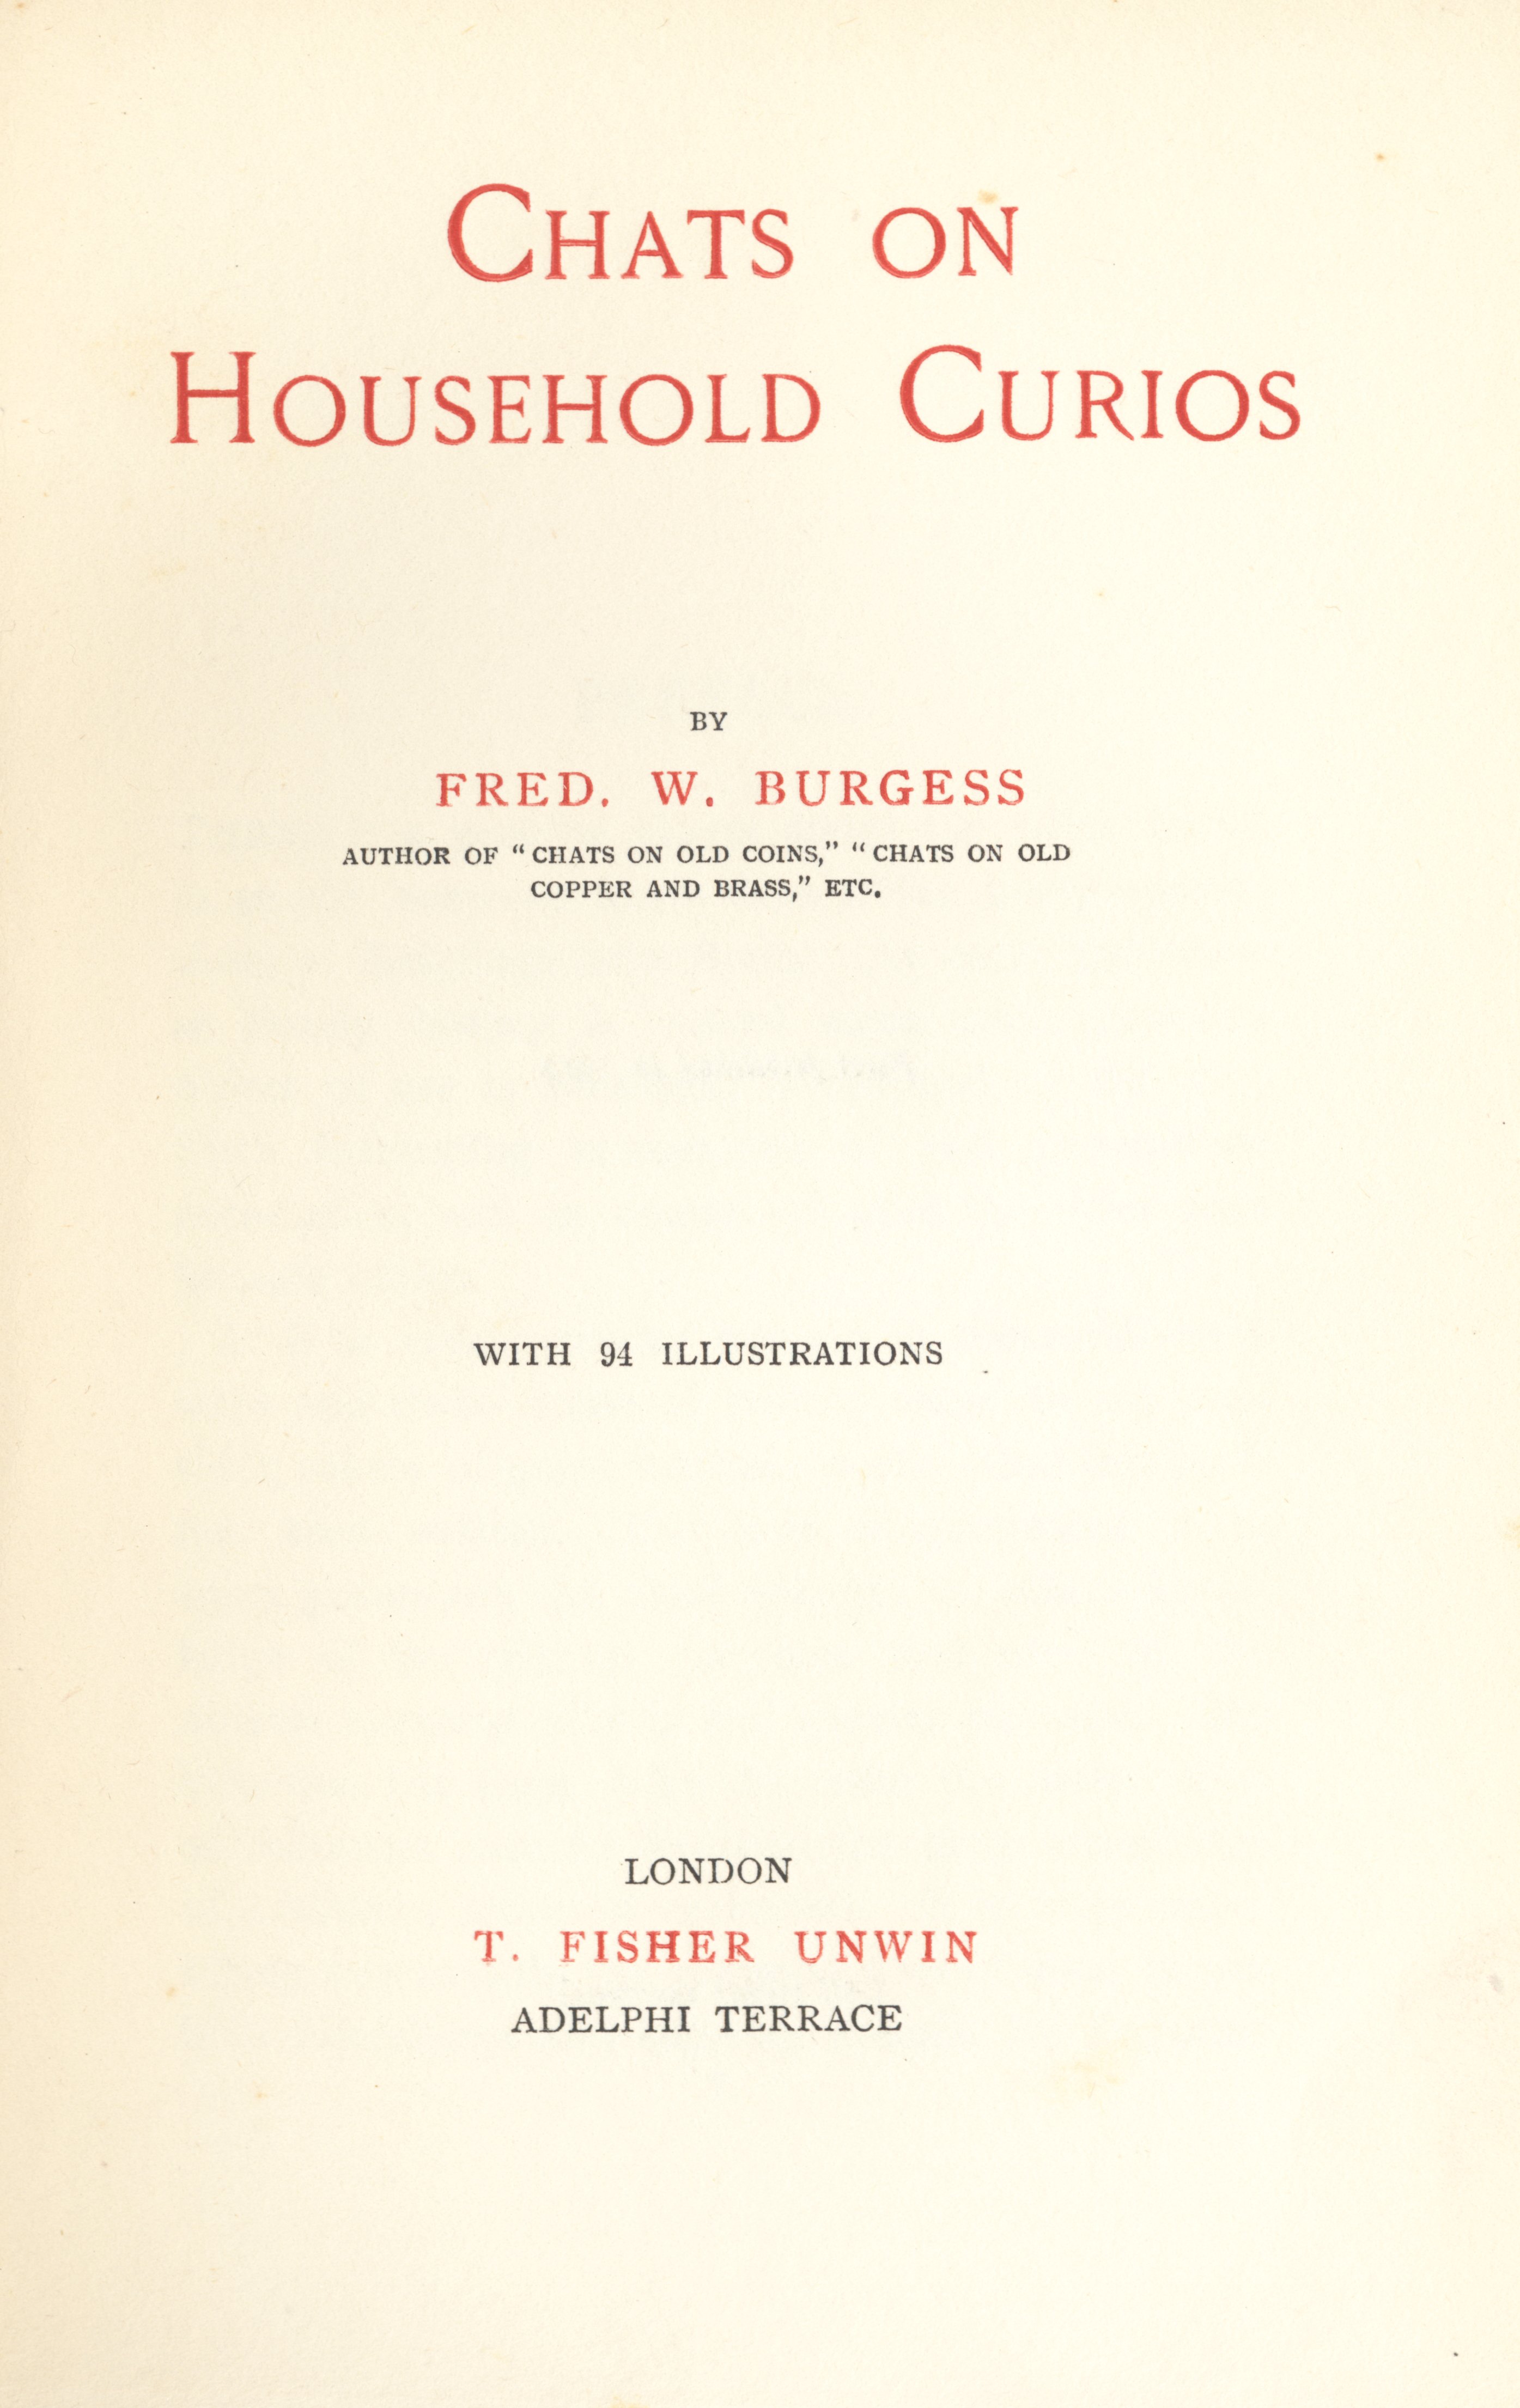 CHATS ON
HOUSEHOLD CURIOS
BY
FRED. W. BURGESS
AUTHOR OF “CHATS ON OLD COINS,” “CHATS ON OLD
COPPER AND BRASS,” ETC.
WITH 94 ILLUSTRATIONS
LONDON
T. FISHER UNWIN
ADELPHI TERRACE